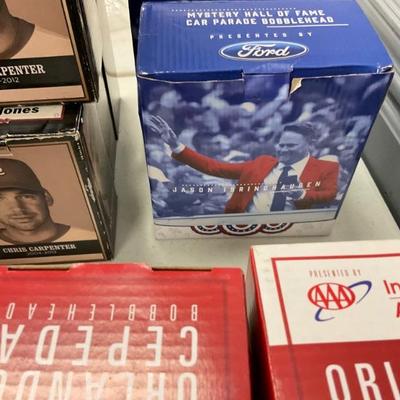 MYSTERY HALL OF FAME
CAR PARADE BOBBLEHEAD
PRESENTED BY
Ford
JASON ISRINGHAUSEN
CARPENTER
-2012
Jones
CHRIS CARPENTER
2004-2012
ORLANDO
CEPEDA
BOBBLEHEAD
PRESENTED BY
AAA
In
ORL